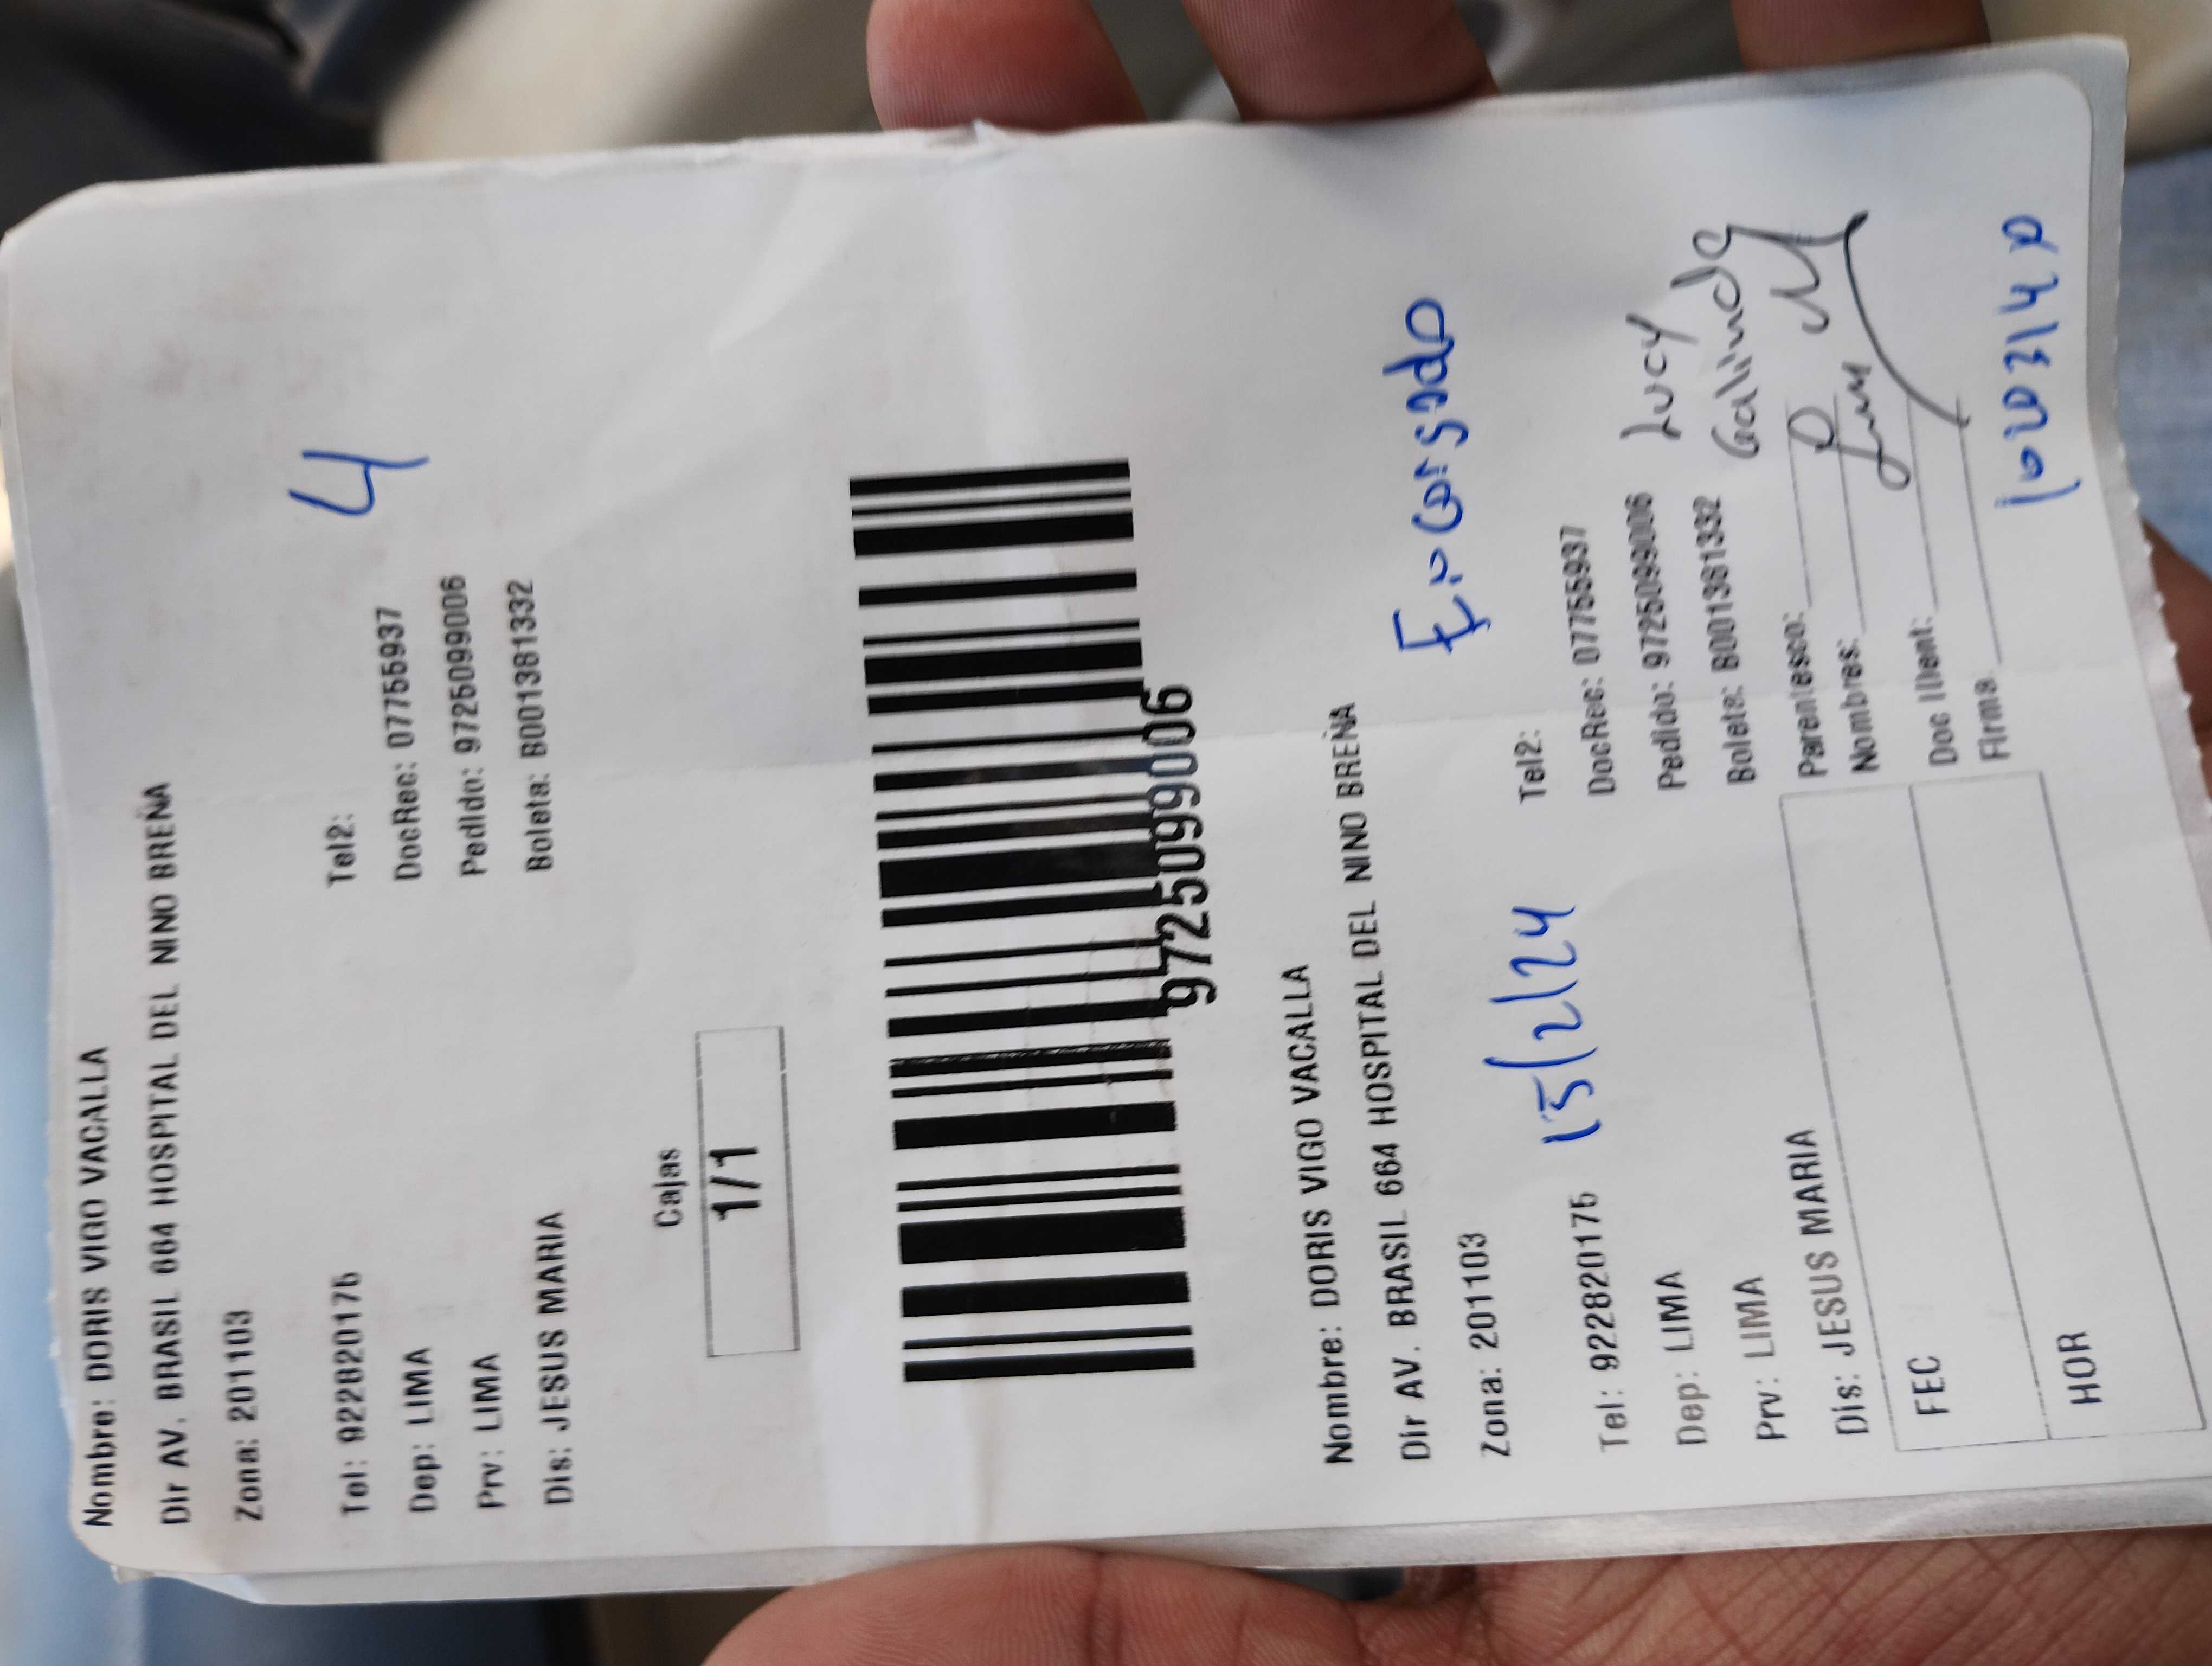 Nombre: DORIS VIGO VACALLA
Dir AV. BRASIL 664 HOSPITAL DEL NINO BREÑA
Zona: 201103
4
Tel: 922820175 Tel2:
Dep: LIMA DocRec: 07755937
Prv: LIMA Pedido: 9725099006
Dis: JESUS MARIA Boleta: B001381332
Cajas
1/1
9725099006
Nombre: DORIS VIGO VACALLA
Dir AV. BRASIL 664 HOSPITAL DEL NINO BREÑA
Encargado
Zona: 201103
15/2/24
Tel: 922820175 Tel2:
Dep: LIMA DocRec: 07755937
Prv: LIMA Pedido: 9725099006 Lucy
Dis: JESUS MARIA Boleta: B001381332 Galindo
Parentesco:
FEC Nombres:
Doc IDent:
HOR Firma: